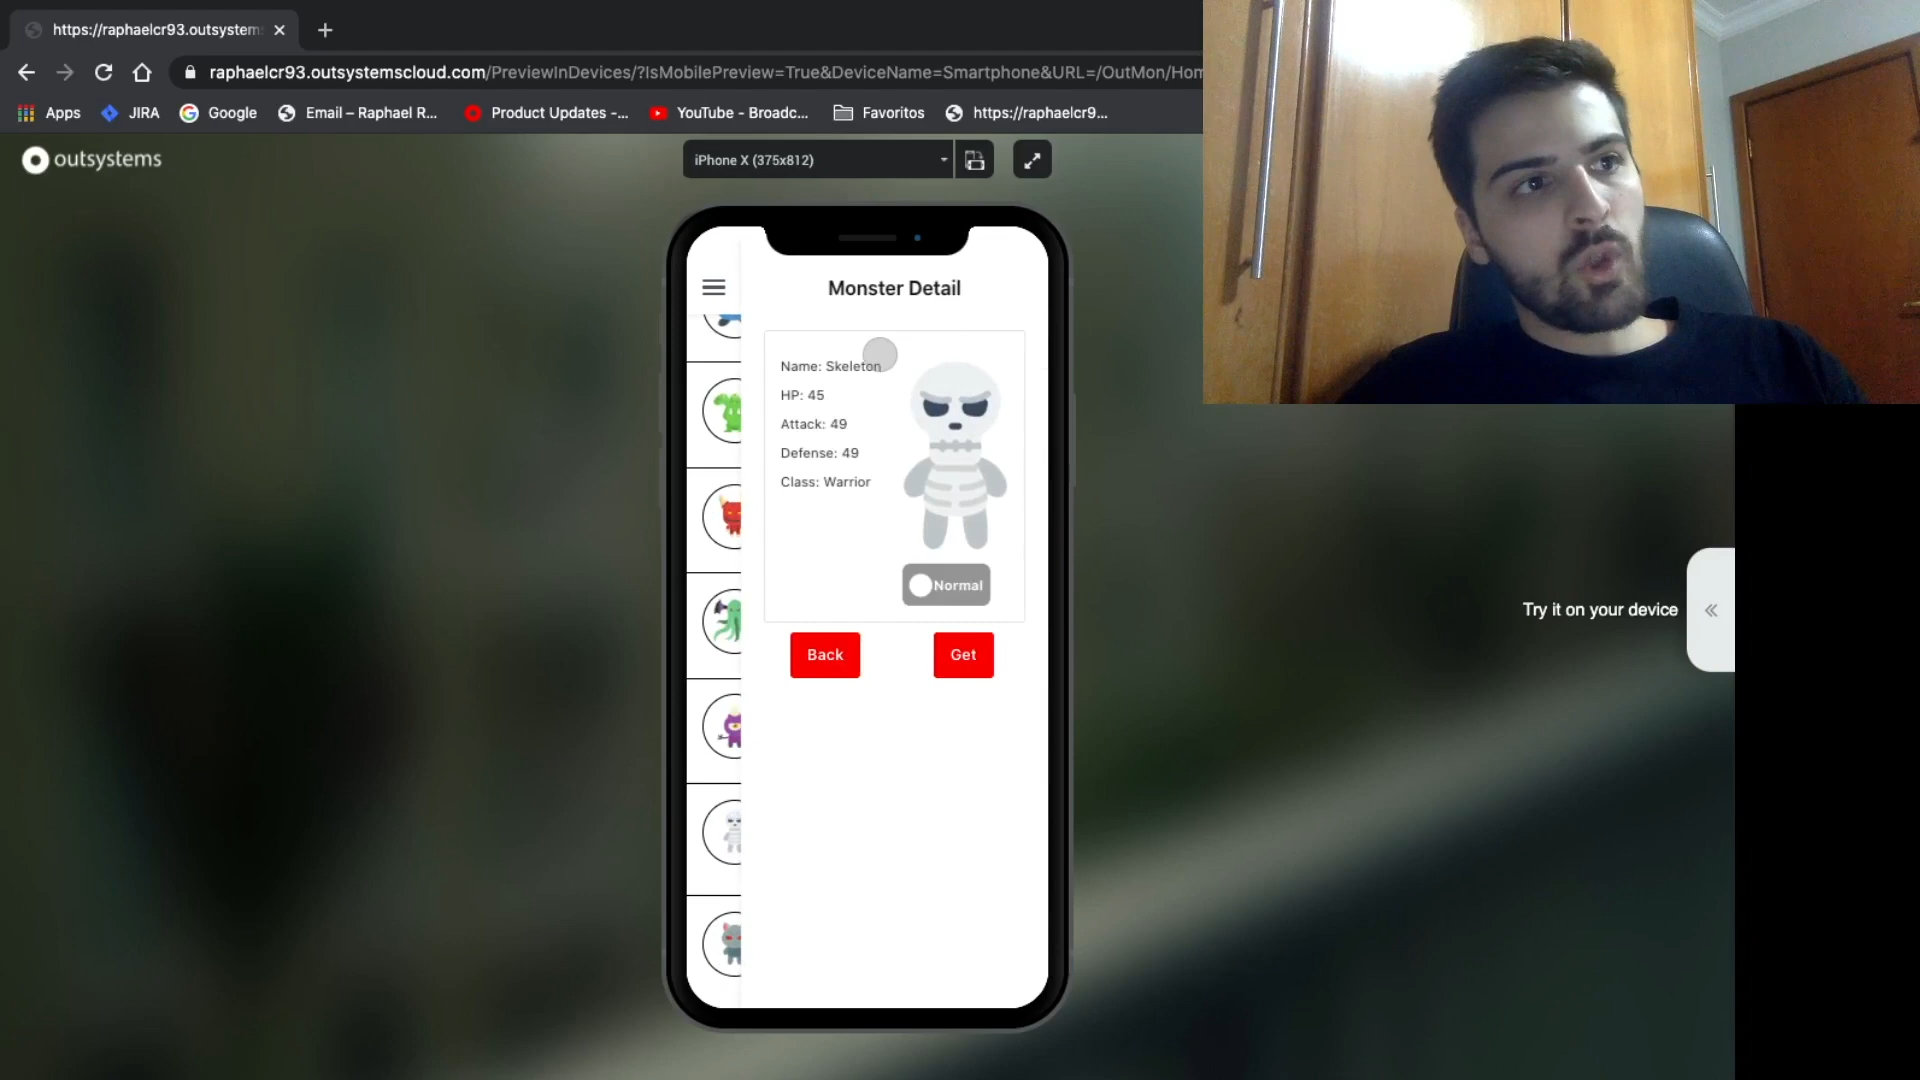 https://raphaelcr93.outsystem
raphaelcr93.outsystemscloud.com/PreviewInDevices/?IsMobilePreview=True&DeviceName=Smartphone&URL=/OutMon/Hom
Apps
JIRA
Google
Email – Raphael R...
Product Updates -...
YouTube - Broadc...
Favoritos
https://raphaelcr9...
outsystems
iPhone X (375x812)
Monster Detail
Name: Skeleton
HP: 45
Attack: 49
Defense: 49
Class: Warrior
Normal
Back
Get
Try it on your device